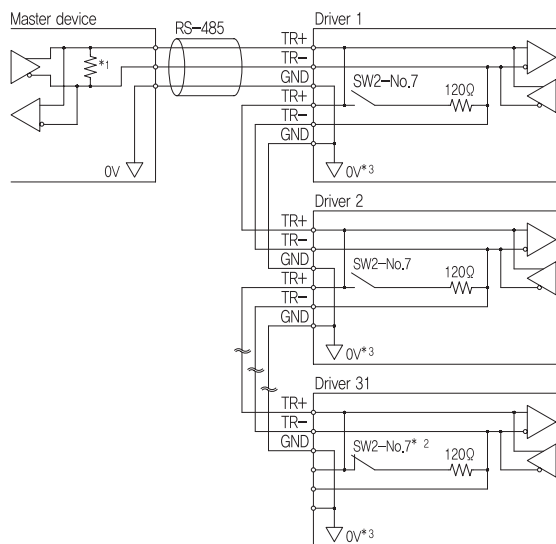 Master device
RS-485
Driver 1
*1
0V
TR+
TR-
GND
TR+
TR-
GND
SW2-No.7
120Ω
0V*3
Driver 2
TR+
TR-
GND
TR+
TR-
GND
SW2-No.7
120Ω
0V*3
Driver 31
TR+
TR-
GND
SW2-No.7* 2
120Ω
0V*3